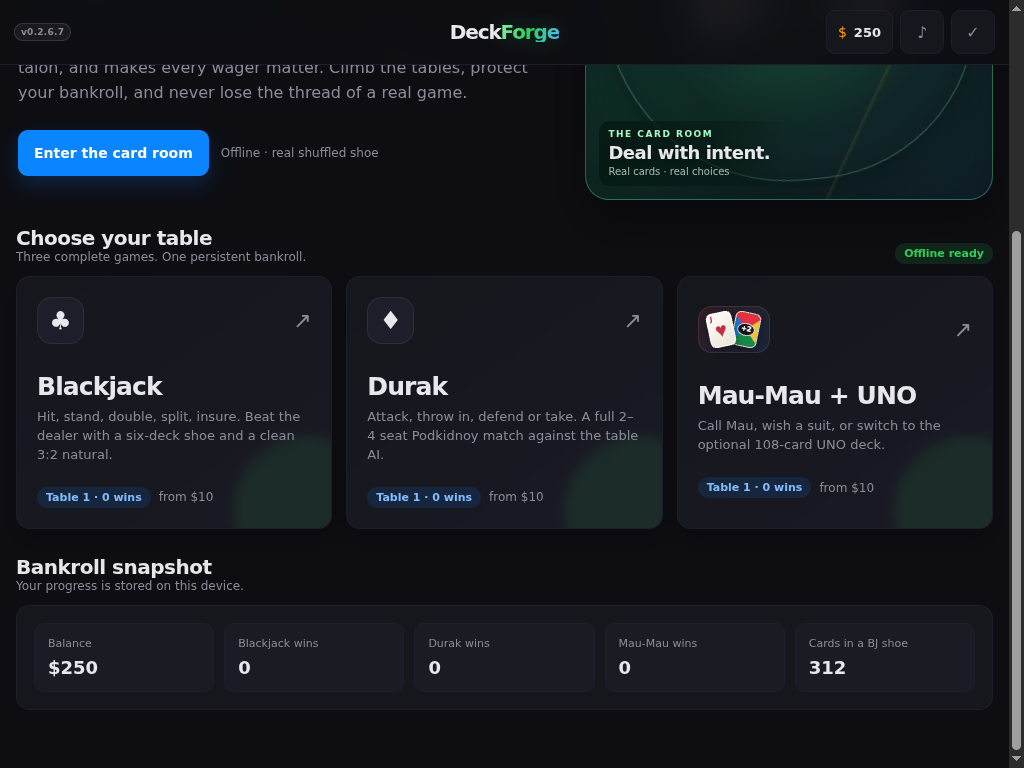 v0.2.6.7
DeckForge
$ 250
♪
✓
talon, and makes every wager matter. Climb the tables, protect
your bankroll, and never lose the thread of a real game.
Enter the card room
Offline · real shuffled shoe
THE CARD ROOM
Deal with intent.
Real cards · real choices
Choose your table
Three complete games. One persistent bankroll.
Offline ready
♣
↗
Blackjack
Hit, stand, double, split, insure. Beat the
dealer with a six-deck shoe and a clean
3:2 natural.
Table 1 · 0 wins
from $10
♦
↗
Durak
Attack, throw in, defend or take. A full 2–
4 seat Podkidnoy match against the table
AI.
Table 1 · 0 wins
from $10
+2
↗
Mau-Mau + UNO
Call Mau, wish a suit, or switch to the
optional 108-card UNO deck.
Table 1 · 0 wins
from $10
Bankroll snapshot
Your progress is stored on this device.
Balance
$250
Blackjack wins
0
Durak wins
0
Mau-Mau wins
0
Cards in a BJ shoe
312